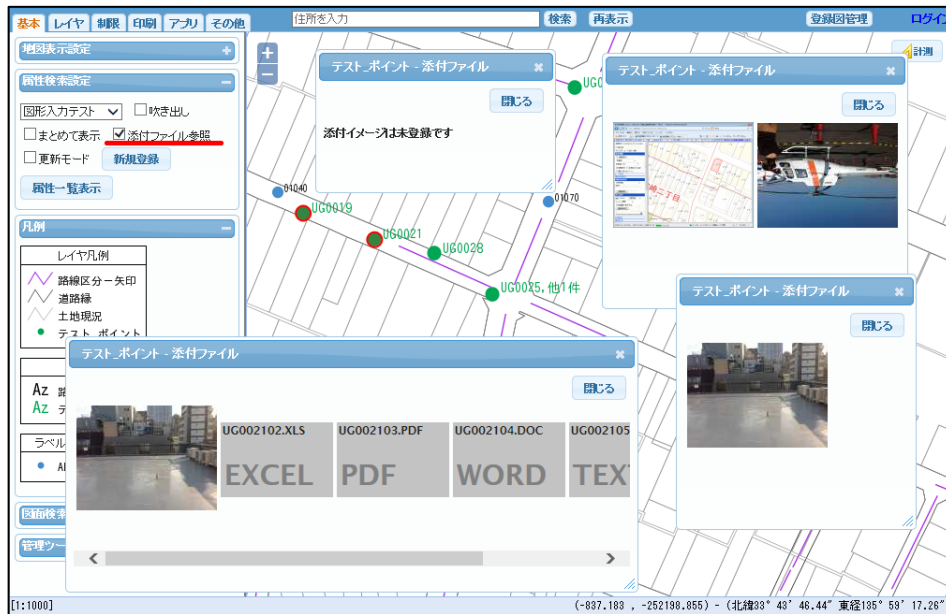 基本 レイヤ 制限 印刷 アプリ その他
住所を入力 検索 再表示 登録図管理 ログイ
地図表示設定 +
属性検索設定 −
図形入力テスト 吹き出し
まとめて表示 添付ファイル参照
更新モード 新規登録
属性一覧表示
凡例 −
レイヤ凡例
路線区分-矢印
道路縁
土地現況
テスト_ポイント
Az 路
Az テ
ラベル
図面検索
管理ツー
+
−
計測
テスト_ポイント - 添付ファイル ×
閉じる
添付イメージは未登録です
テスト_ポイント - 添付ファイル ×
閉じる
01040
UG0019
UG0021
UG0028
UG0025,他1件
01070
UG0
テスト_ポイント - 添付ファイル ×
閉じる
テスト_ポイント - 添付ファイル ×
閉じる
UG002102.XLS UG002103.PDF UG002104.DOC UG002105
EXCEL PDF WORD TEX
[1:1000] (-837.183 , -252198.855) - (北緯33° 43′ 46.44″ 東経135° 59′ 17.26″